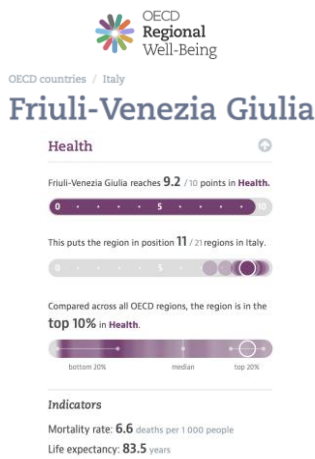 OECD
Regional
Well-Being
OECD countries / Italy
Friuli-Venezia Giulia
Health
Friuli-Venezia Giulia reaches 9.2 / 10 points in Health.
0 5 10
This puts the region in position 11 / 21 regions in Italy.
0 5
Compared across all OECD regions, the region is in the
top 10% in Health.
bottom 20% median top 20%
Indicators
Mortality rate: 6.6 deaths per 1 000 people
Life expectancy: 83.5 years